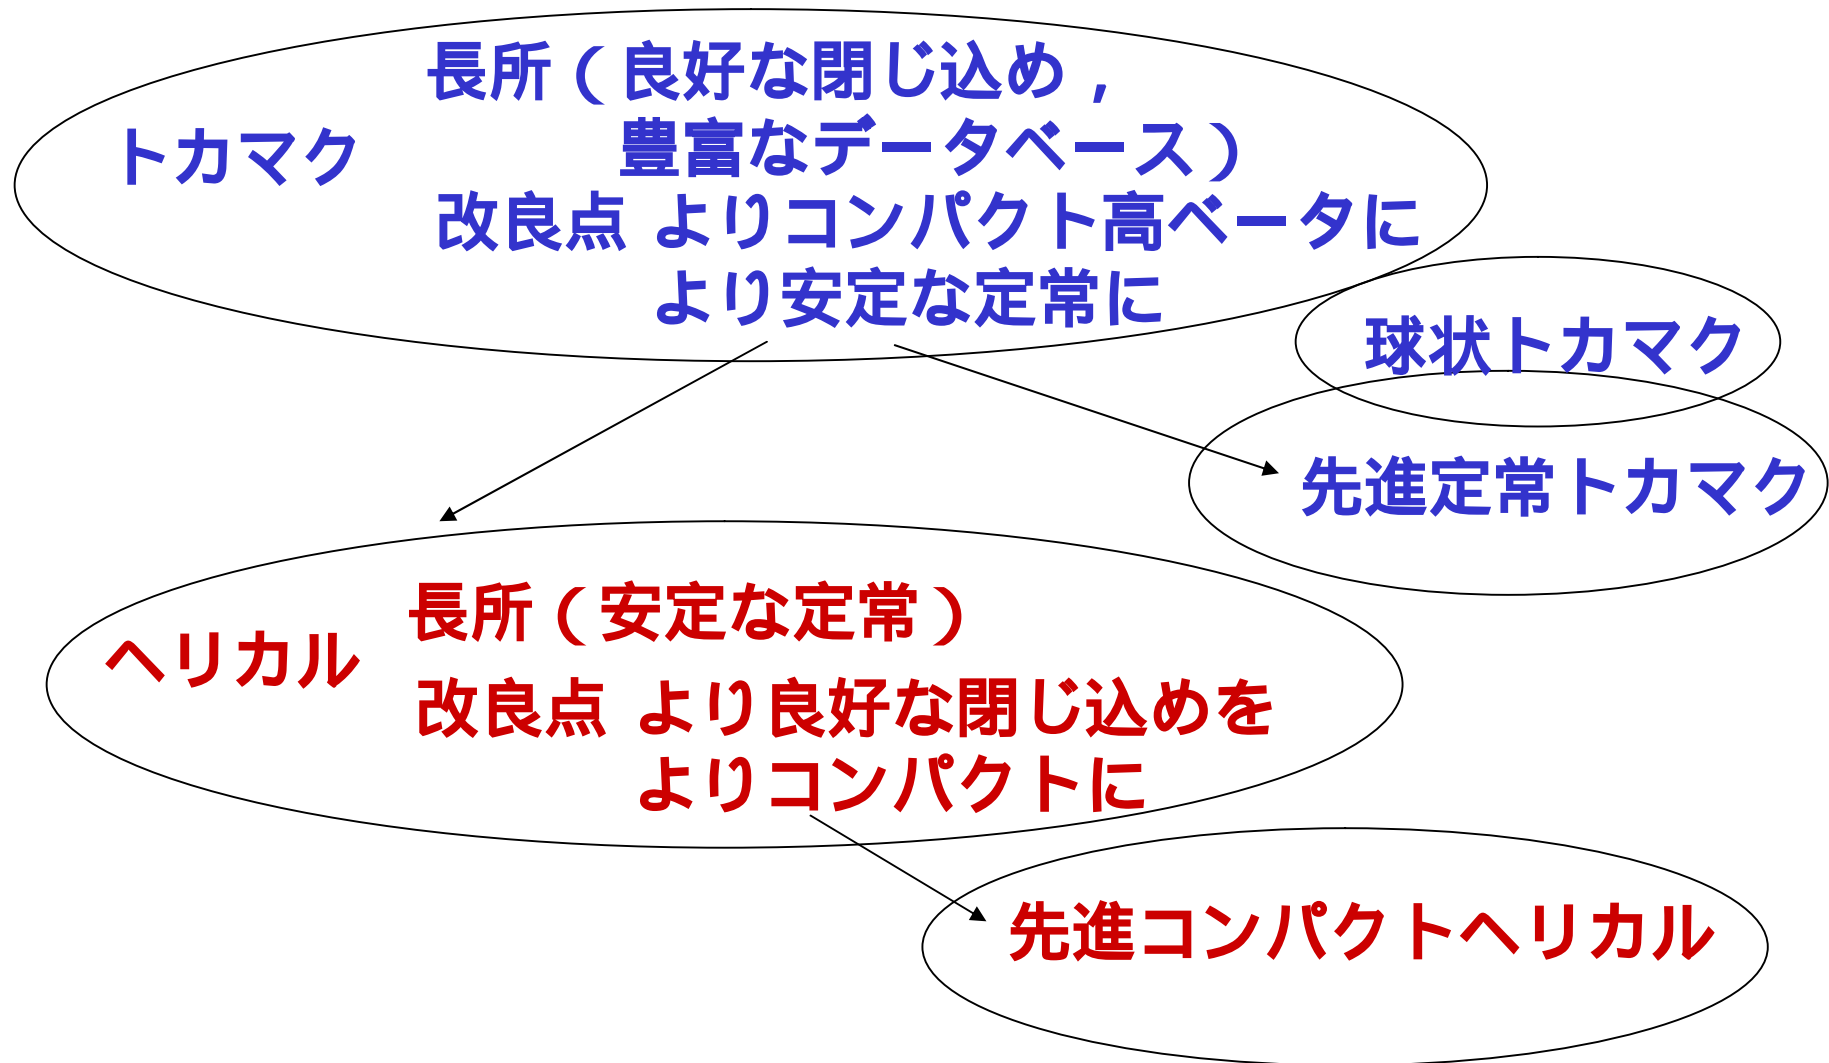 長所（良好な閉じ込め，
トカマク
豊富なデータベース）
改良点 よりコンパクト高ベータに
より安定な定常に
球状トカマク
先進定常トカマク
長所（安定な定常）
ヘリカル
改良点 より良好な閉じ込めを
よりコンパクトに
先進コンパクトヘリカル